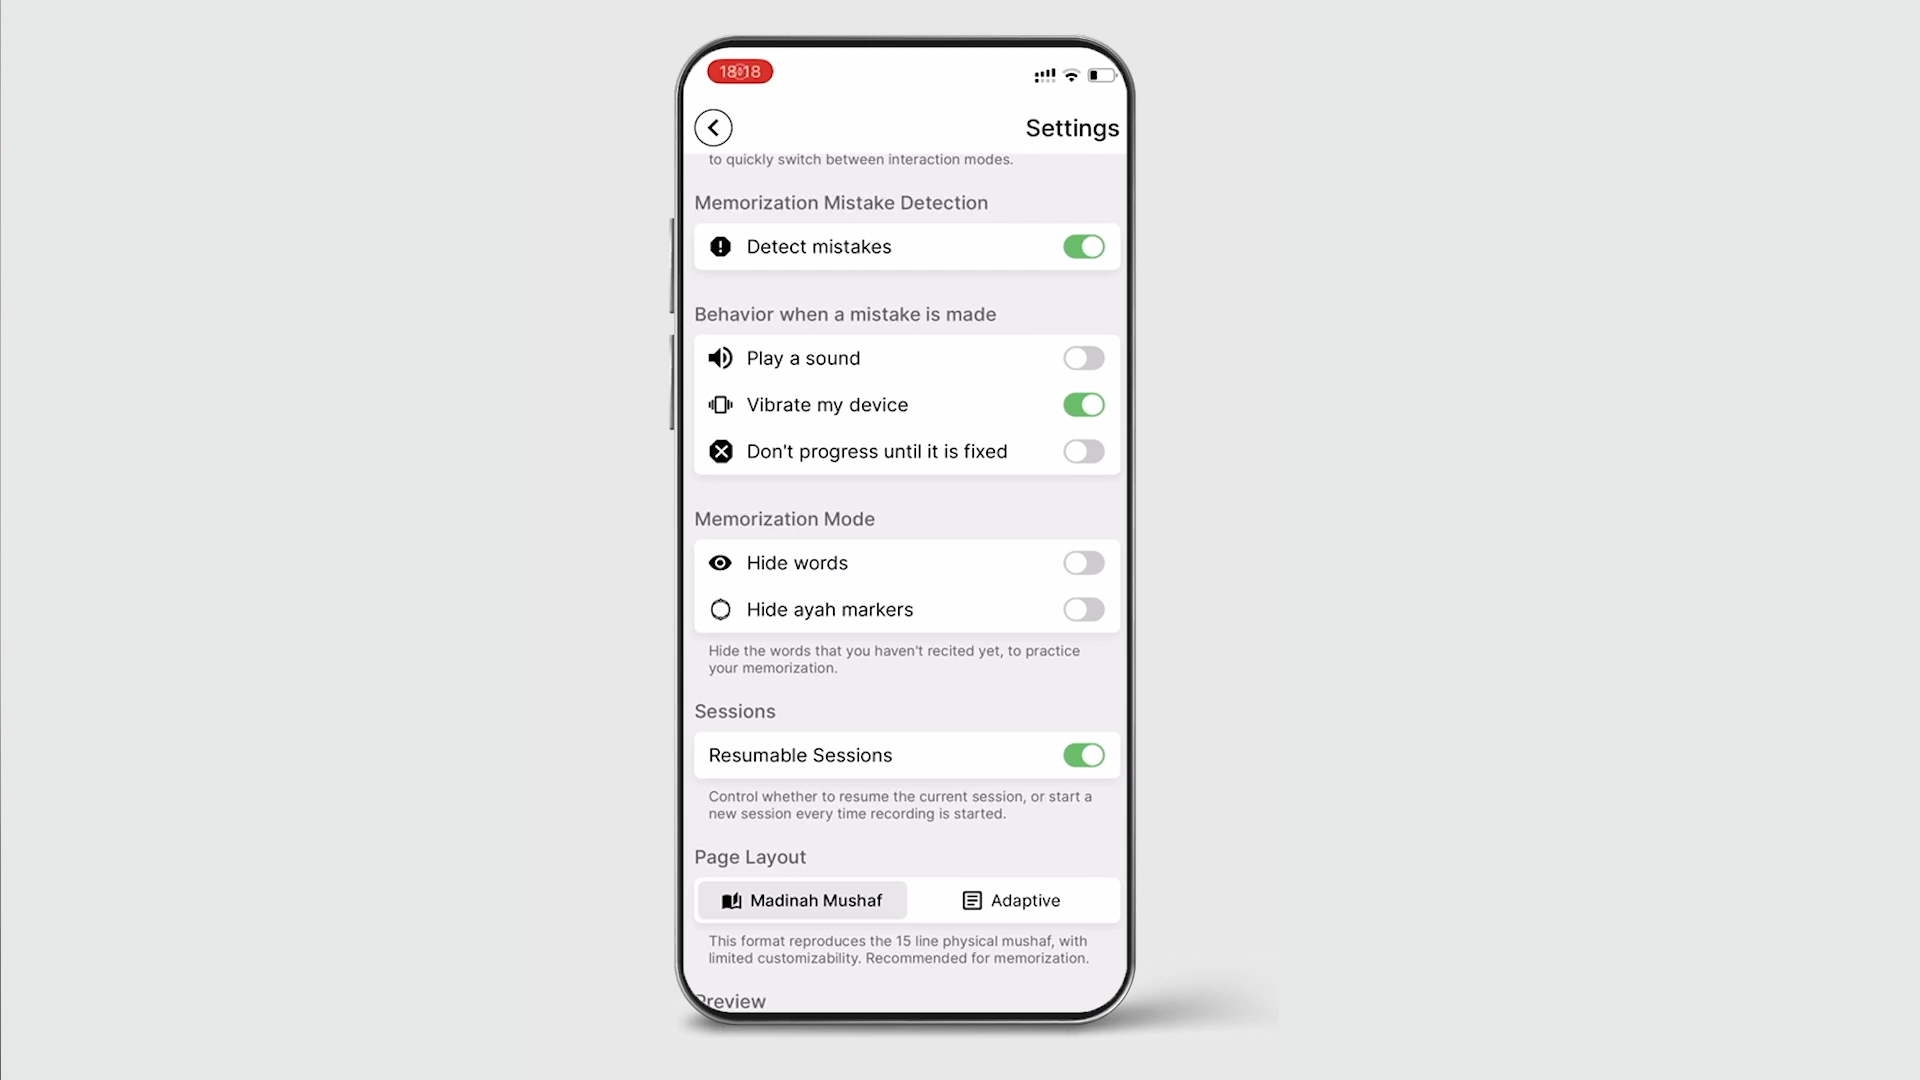 18:18
Settings
to quickly switch between interaction modes.
Memorization Mistake Detection
Detect mistakes
Behavior when a mistake is made
Play a sound
Vibrate my device
Don't progress until it is fixed
Memorization Mode
Hide words
Hide ayah markers
Hide the words that you haven't recited yet, to practice
your memorization.
Sessions
Resumable Sessions
Control whether to resume the current session, or start a
new session every time recording is started.
Page Layout
Madinah Mushaf
Adaptive
This format reproduces the 15 line physical mushaf, with
limited customizability. Recommended for memorization.
Preview